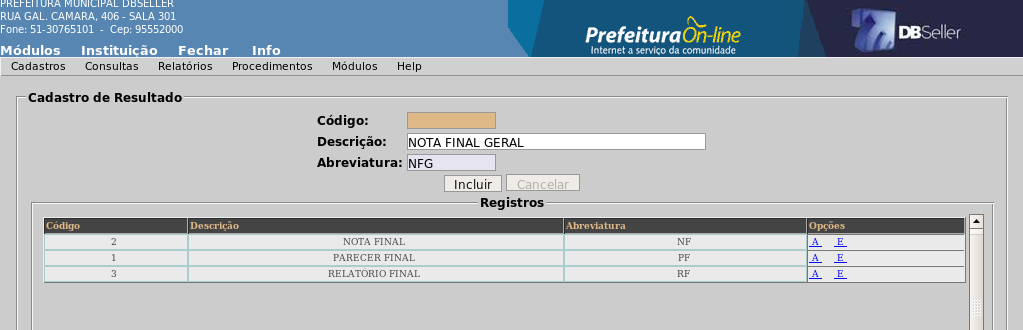 PREFEITURA MUNICIPAL DBSELLER
RUA GAL. CAMARA, 406 - SALA 301
Fone: 51-30765101 - Cep: 95552000
Módulos Instituição Fechar Info
Prefeitura On-line
Internet a serviço da comunidade
DBSeller
Cadastros Consultas Relatórios Procedimentos Módulos Help
Cadastro de Resultado
Código:
Descrição: NOTA FINAL GERAL
Abreviatura: NFG
Incluir Cancelar
Registros
Código Descrição Abreviatura Opções
2 NOTA FINAL NF A E
1 PARECER FINAL PF A E
3 RELATÓRIO FINAL RF A E